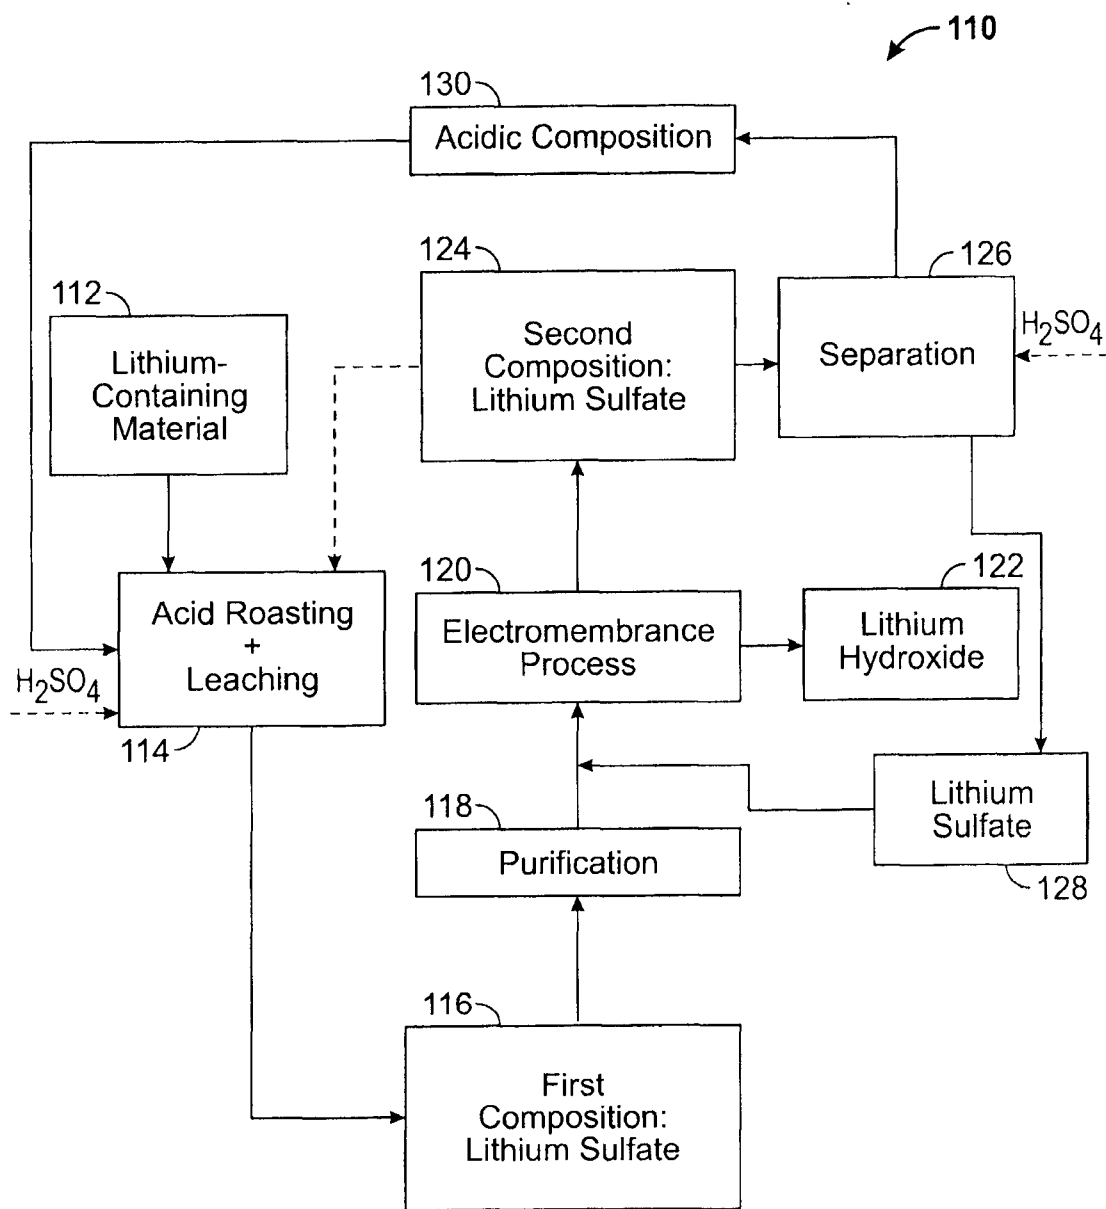 110
130
Acidic Composition
124
Second
Composition:
Lithium Sulfate
126
Separation
H2SO4
112
Lithium-
Containing
Material
Acid Roasting
+
Leaching
H2SO4
114
120
Electromembrance
Process
122
Lithium
Hydroxide
118
Purification
Lithium
Sulfate
128
116
First
Composition:
Lithium Sulfate